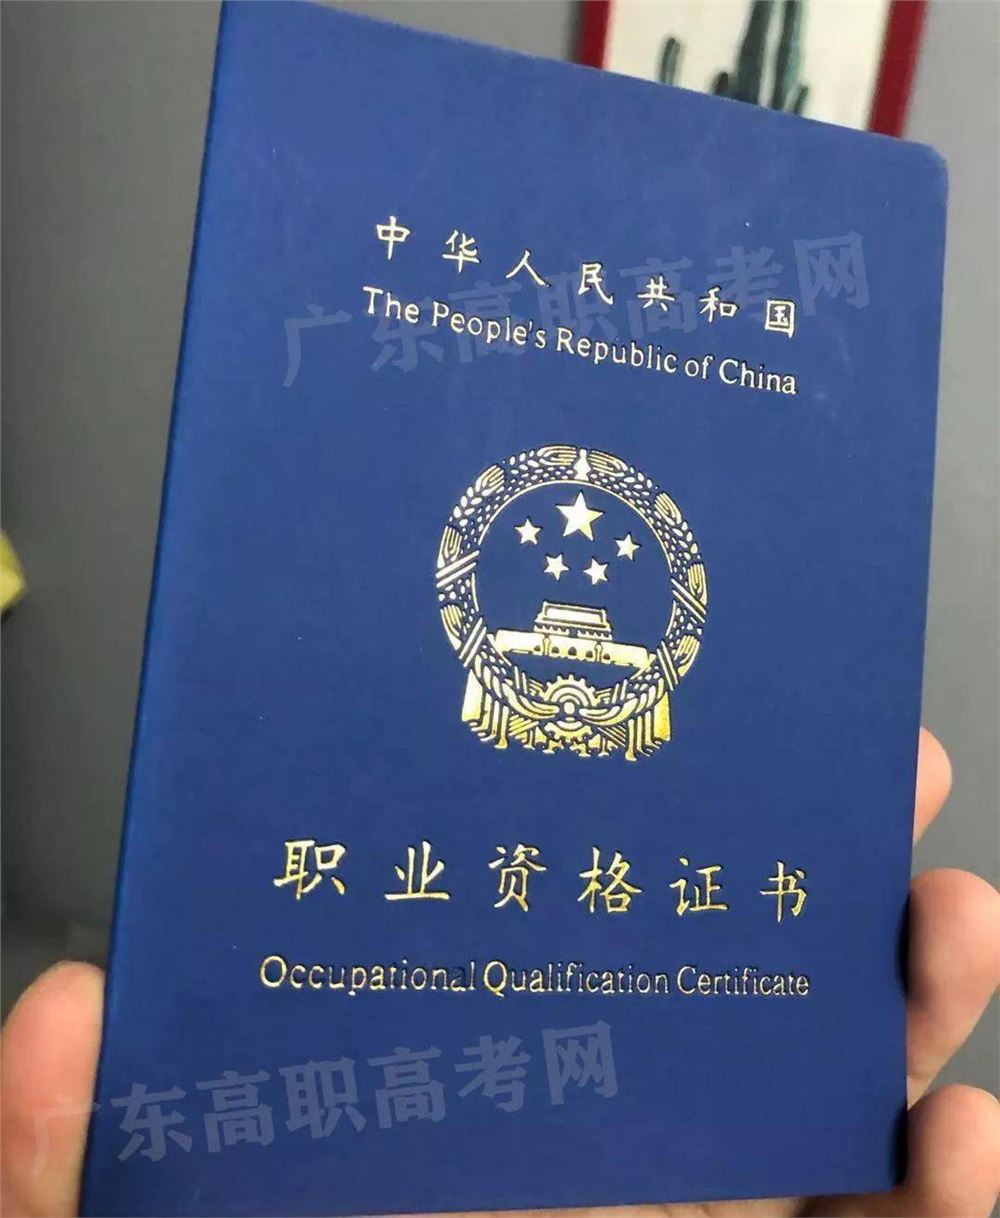 中华人民共和国
The People's Republic of China
广东高职高考网
职业资格证书
Occupational Qualification Certificate
广东高职高考网